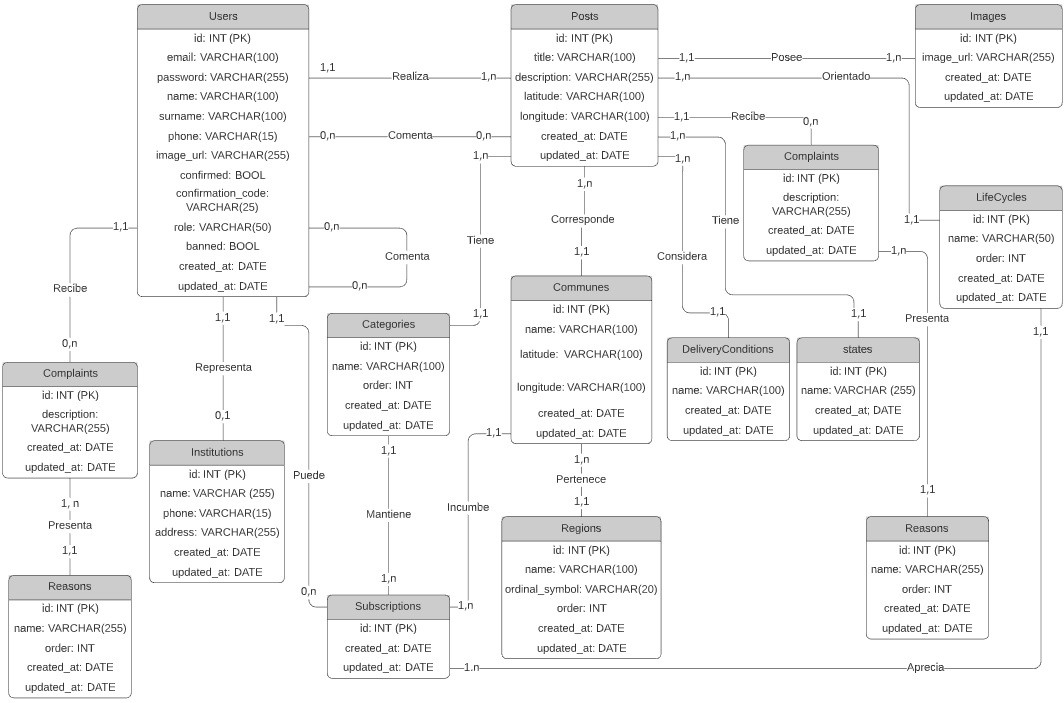 Users
id: INT (PK)
email: VARCHAR(100)
password: VARCHAR(255)
name: VARCHAR(100)
surname: VARCHAR(100)
phone: VARCHAR(15)
image_url: VARCHAR(255)
confirmed: BOOL
confirmation_code:
VARCHAR(25)
role: VARCHAR(50)
banned: BOOL
created_at: DATE
updated_at: DATE
1,1
Realiza
1,n
0,n
Comenta
0,n
0,n
Comenta
0,n
Posts
id: INT (PK)
title: VARCHAR(100)
description: VARCHAR(255)
latitude: VARCHAR(100)
longitude: VARCHAR(100)
created_at: DATE
updated_at: DATE
1,1
Posee
1,n
1,n
Orientado
1,1
1,1
Recibe
0,n
1,n
Tiene
1,1
1,n
Considera
1,1
1,n
Tiene
1,1
1,n
Corresponde
1,1
Images
id: INT (PK)
image_url: VARCHAR(255)
created_at: DATE
updated_at: DATE
Complaints
id: INT (PK)
description:
VARCHAR(255)
created_at: DATE
updated_at: DATE
1,n
Presenta
1,1
LifeCycles
id: INT (PK)
name: VARCHAR(50)
order: INT
created_at: DATE
updated_at: DATE
1,1
1,1
Recibe
0,n
1,1
Representa
0,1
1,1
Puede
0,n
Categories
id: INT (PK)
name: VARCHAR(100)
order: INT
created_at: DATE
updated_at: DATE
1,1
Mantiene
1,n
Communes
id: INT (PK)
name: VARCHAR(100)
latitude: VARCHAR(100)
longitude: VARCHAR(100)
created_at: DATE
updated_at: DATE
1,1
Incumbe
1,n
1,n
Pertenece
1,1
DeliveryConditions
id: INT (PK)
name: VARCHAR(100)
created_at: DATE
updated_at: DATE
states
id: INT (PK)
name: VARCHAR (255)
created_at; DATE
updated_at: DATE
Complaints
id: INT (PK)
description:
VARCHAR(255)
created_at: DATE
updated_at: DATE
1, n
Presenta
1,1
Institutions
id: INT (PK)
name: VARCHAR (255)
phone: VARCHAR(15)
address: VARCHAR(255)
created_at: DATE
updated_at: DATE
Reasons
id: INT (PK)
name: VARCHAR(255)
order: INT
created_at: DATE
updated_at: DATE
Subscriptions
id: INT (PK)
created_at: DATE
updated_at: DATE
1.n
Aprecia
Regions
id: INT (PK)
name: VARCHAR(100)
ordinal_symbol: VARCHAR(20)
order: INT
created_at: DATE
updated_at: DATE
Reasons
id: INT (PK)
name: VARCHAR(255)
order: INT
created_at: DATE
updated_at: DATE